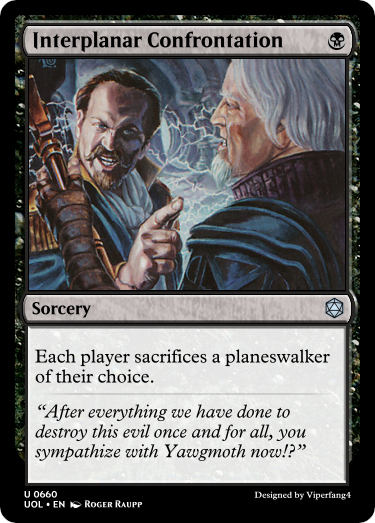 Interplanar Confrontation
Sorcery
Each player sacrifices a planeswalker
of their choice.
“After everything we have done to
destroy this evil once and for all, you
sympathize with Yawgmoth now!?”
U 0660
UOL • EN Roger Raupp
Designed by Viperfang4